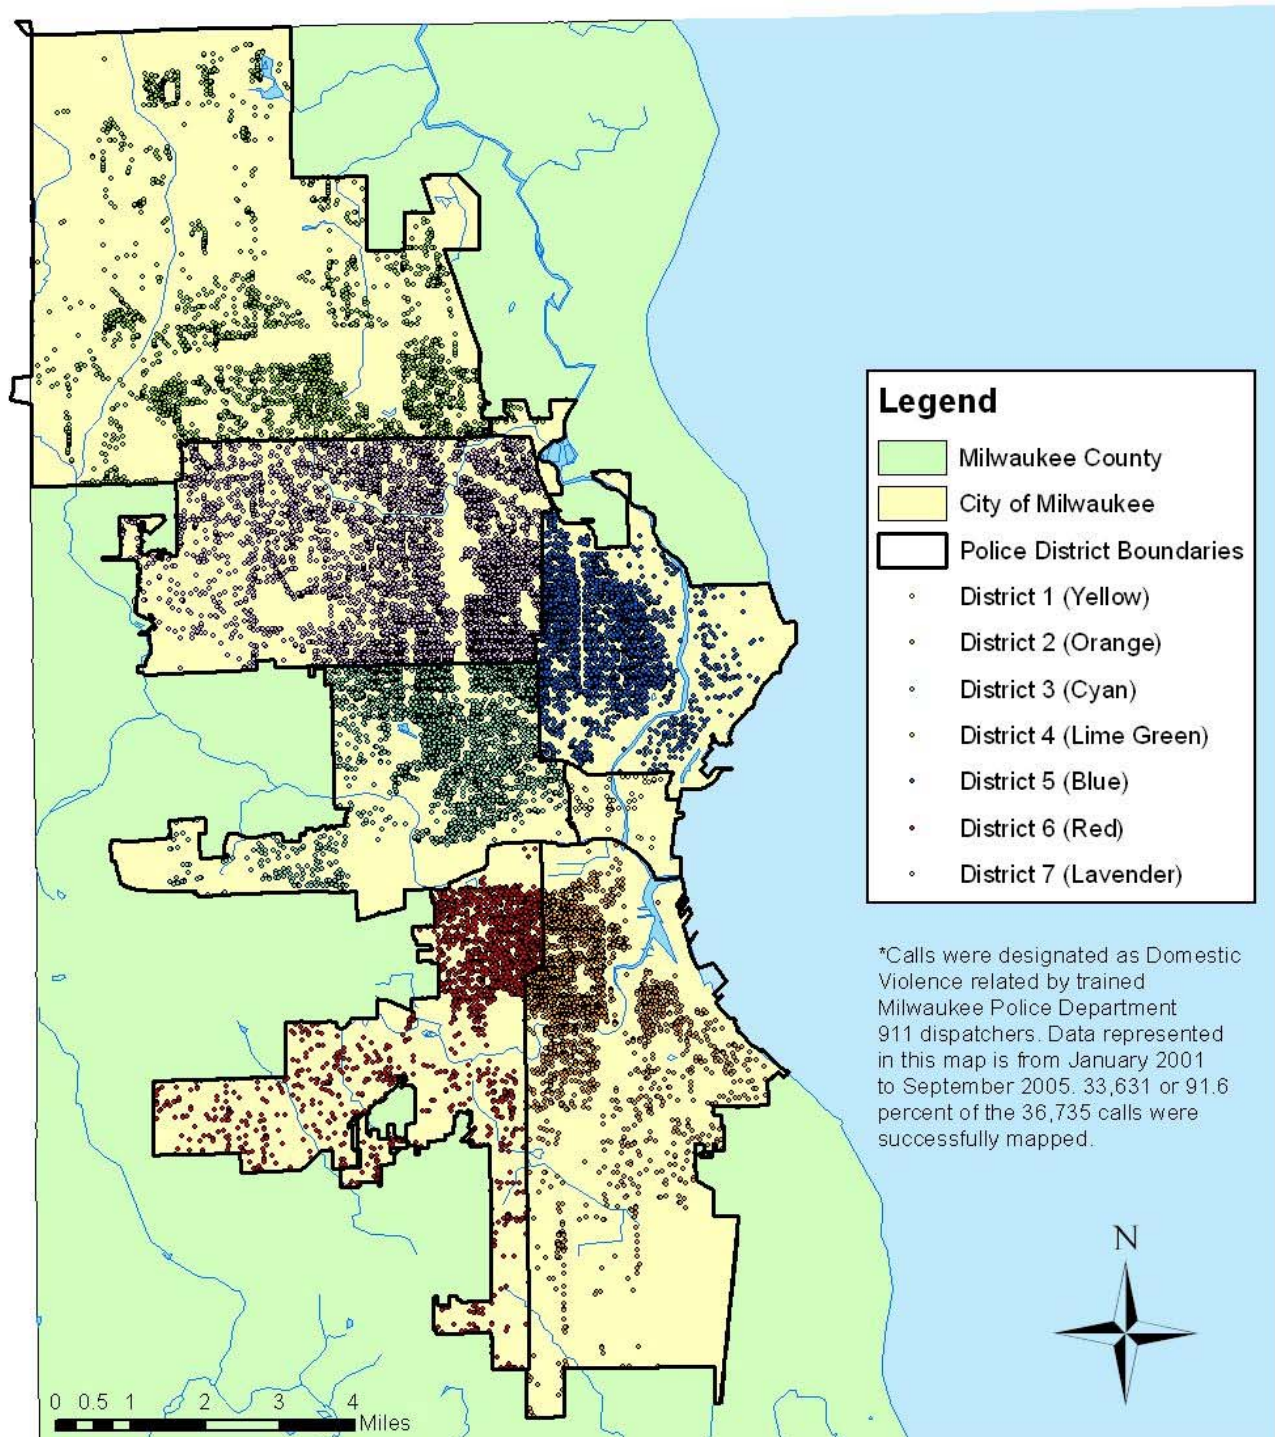 Legend
Milwaukee County
City of Milwaukee
Police District Boundaries
District 1 (Yellow)
District 2 (Orange)
District 3 (Cyan)
District 4 (Lime Green)
District 5 (Blue)
District 6 (Red)
District 7 (Lavender)
*Calls were designated as Domestic
Violence related by trained
Milwaukee Police Department
911 dispatchers. Data represented
in this map is from January 2001
to September 2005. 33,631 or 91.6
percent of the 36,735 calls were
successfully mapped.
N
0 0.5 1 2 3 4
Miles